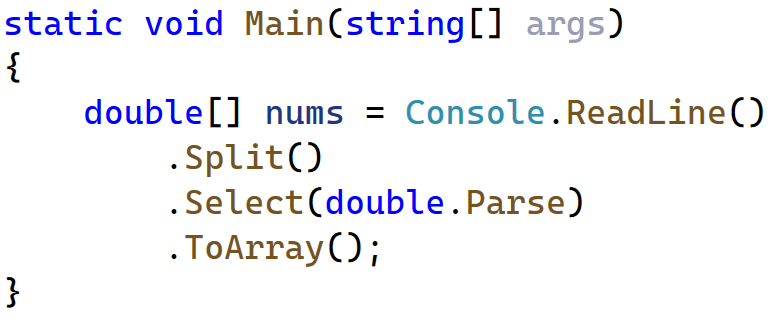 static void Main(string[] args)
{
    double[] nums = Console.ReadLine()
        .Split()
        .Select(double.Parse)
        .ToArray();
}